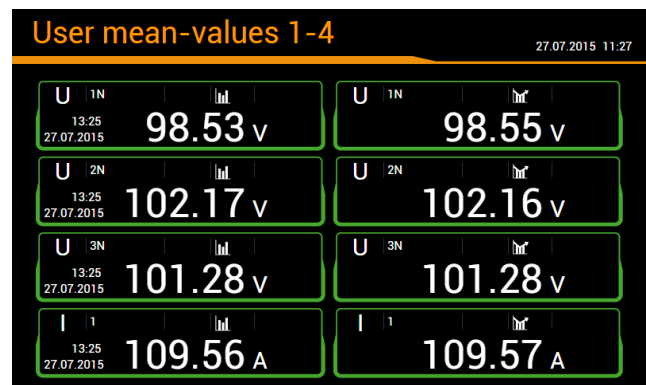 User mean-values 1-4
27.07.2015 11:27
U 1N
13:25
27.07.2015
98.53 V
U 1N
98.55 V
U 2N
13:25
27.07.2015
102.17 V
U 2N
102.16 V
U 3N
13:25
27.07.2015
101.28 V
U 3N
101.28 V
I 1
13:25
27.07.2015
109.56 A
I 1
109.57 A